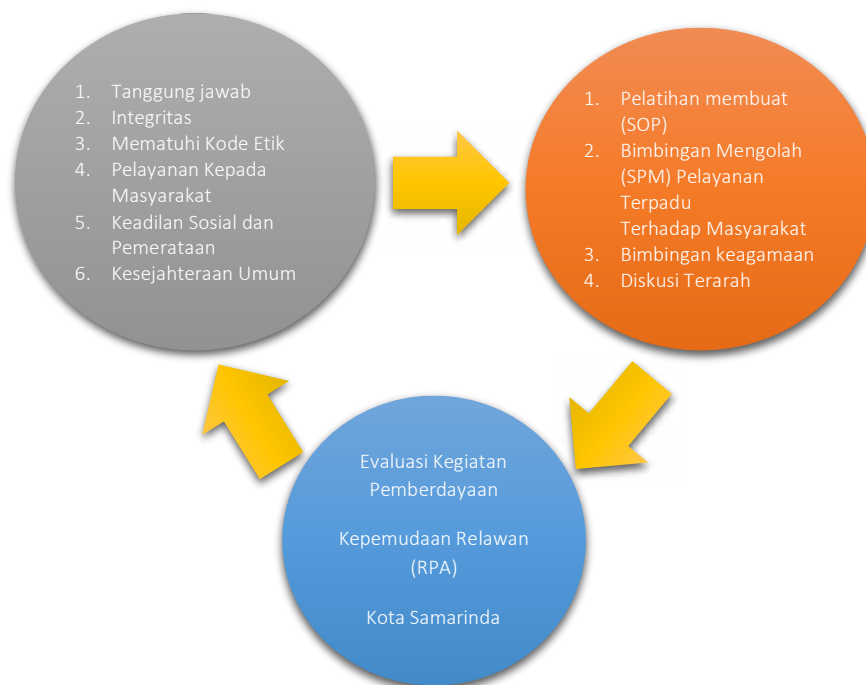 1. Tanggung jawab
2. Integritas
3. Mematuhi Kode Etik
4. Pelayanan Kepada
Masyarakat
5. Keadilan Sosial dan
Pemerataan
6. Kesejahteraan Umum
1. Pelatihan membuat
(SOP)
2. Bimbingan Mengolah
(SPM) Pelayanan
Terpadu
Terhadap Masyarakat
3. Bimbingan keagamaan
4. Diskusi Terarah
Evaluasi Kegiatan
Pemberdayaan
Kepemudaan Relawan
(RPA)
Kota Samarinda